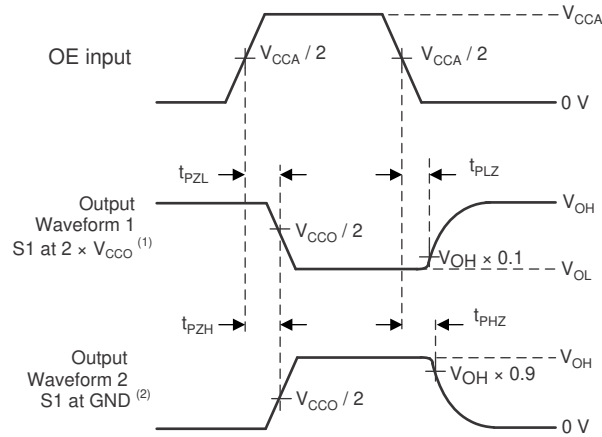 V_CCA
OE input
V_CCA / 2
V_CCA / 2
0 V
t_PZL
t_PLZ
Output
Waveform 1
S1 at 2 × V_CCO (1)
V_OH
V_CCO / 2
V_OH × 0.1
V_OL
t_PZH
t_PHZ
Output
Waveform 2
S1 at GND (2)
V_OH
V_OH × 0.9
V_CCO / 2
0 V